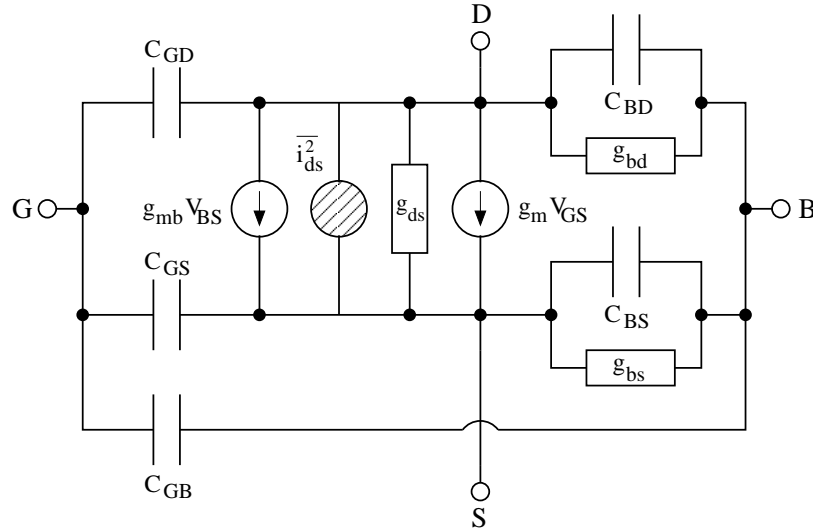 D
C_GD
C_BD
i_ds^2
g_bd
G
g_mb V_BS
g_ds
g_m V_GS
B
C_GS
C_BS
g_bs
C_GB
S